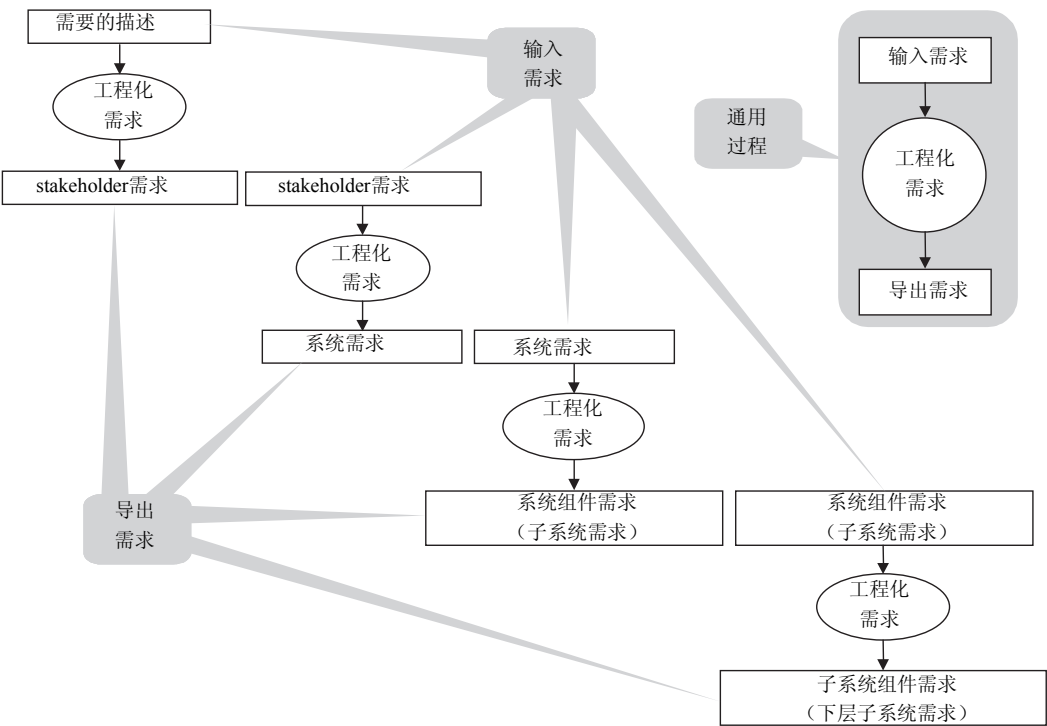 需要的描述
工程化
需求
stakeholder需求
输入
需求
stakeholder需求
工程化
需求
系统需求
系统需求
工程化
需求
系统组件需求
（子系统需求）
导出
需求
系统组件需求
（子系统需求）
工程化
需求
子系统组件需求
（下层子系统需求）
通用
过程
输入需求
工程化
需求
导出需求